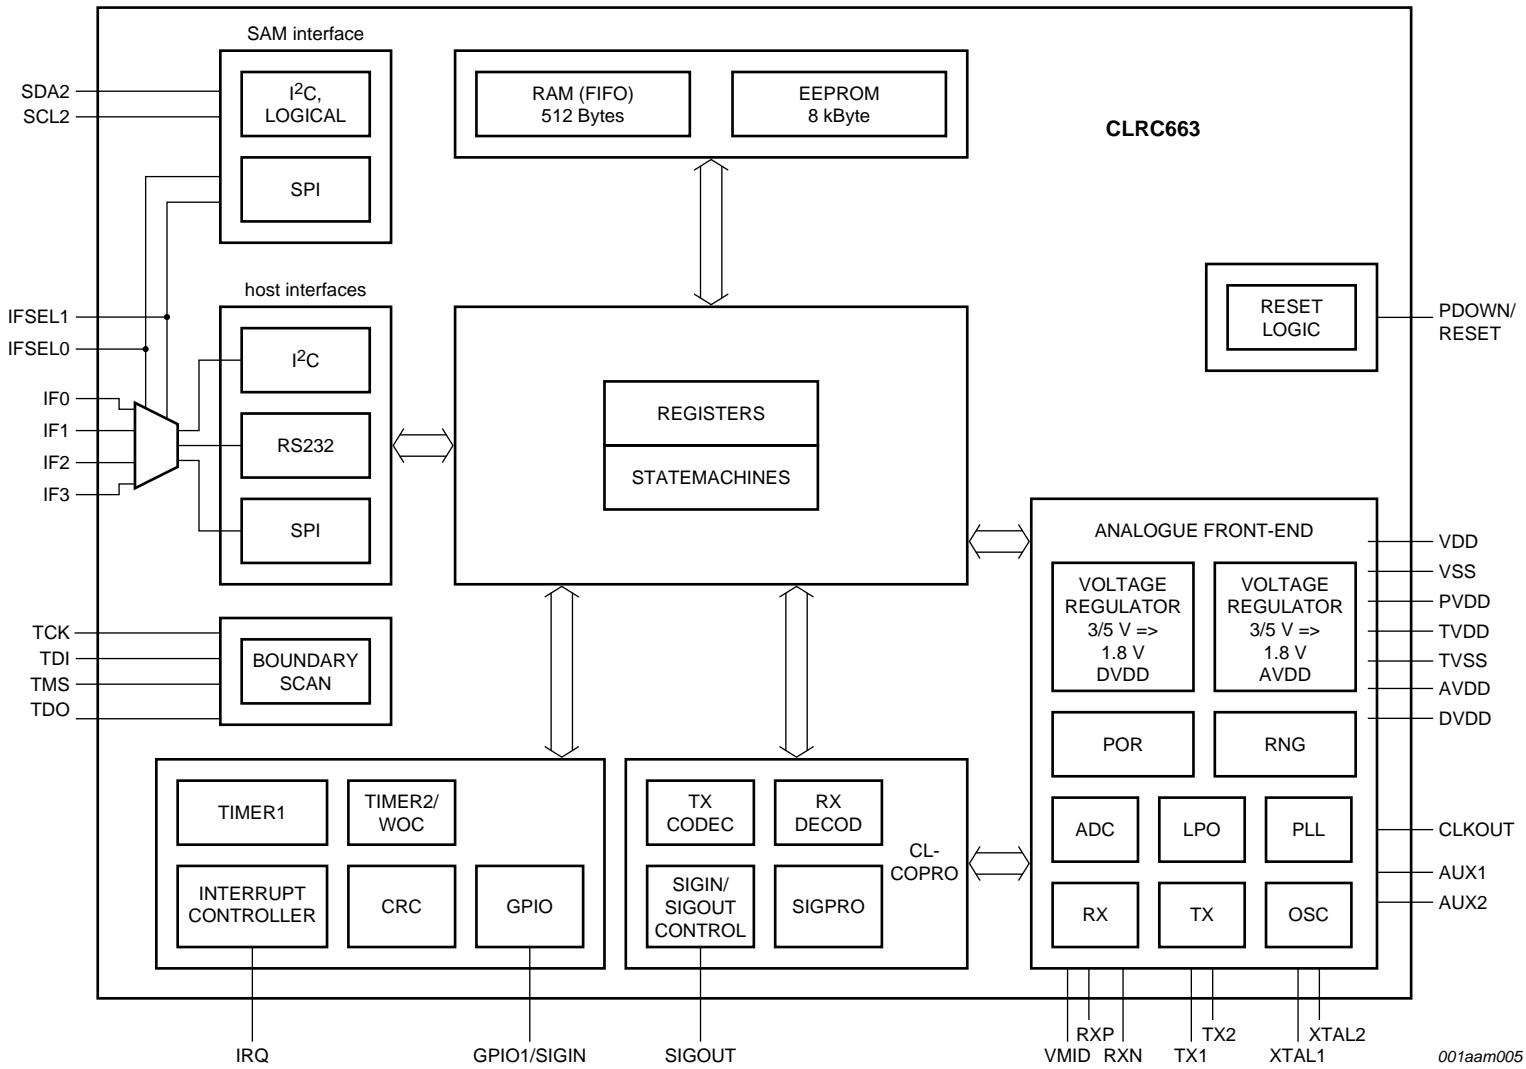 SAM interface
SDA2
SCL2
I2C,
LOGICAL
SPI
RAM (FIFO)
512 Bytes
EEPROM
8 kByte
CLRC663
host interfaces
IFSEL1
IFSEL0
IF0
IF1
IF2
IF3
I2C
RS232
SPI
REGISTERS
STATEMACHINES
RESET
LOGIC
PDOWN/
RESET
TCK
TDI
TMS
TDO
BOUNDARY
SCAN
ANALOGUE FRONT-END
VOLTAGE
REGULATOR
3/5 V =>
1.8 V
DVDD
VOLTAGE
REGULATOR
3/5 V =>
1.8 V
AVDD
POR
RNG
ADC
LPO
PLL
RX
TX
OSC
VDD
VSS
PVDD
TVDD
TVSS
AVDD
DVDD
CLKOUT
AUX1
AUX2
TIMER1
TIMER2/
WOC
INTERRUPT
CONTROLLER
CRC
GPIO
TX
CODEC
RX
DECOD
CL-
COPRO
SIGIN/
SIGOUT
CONTROL
SIGPRO
IRQ
GPIO1/SIGIN
SIGOUT
VMID
RXP
RXN
TX1
TX2
XTAL1
XTAL2
001aam005